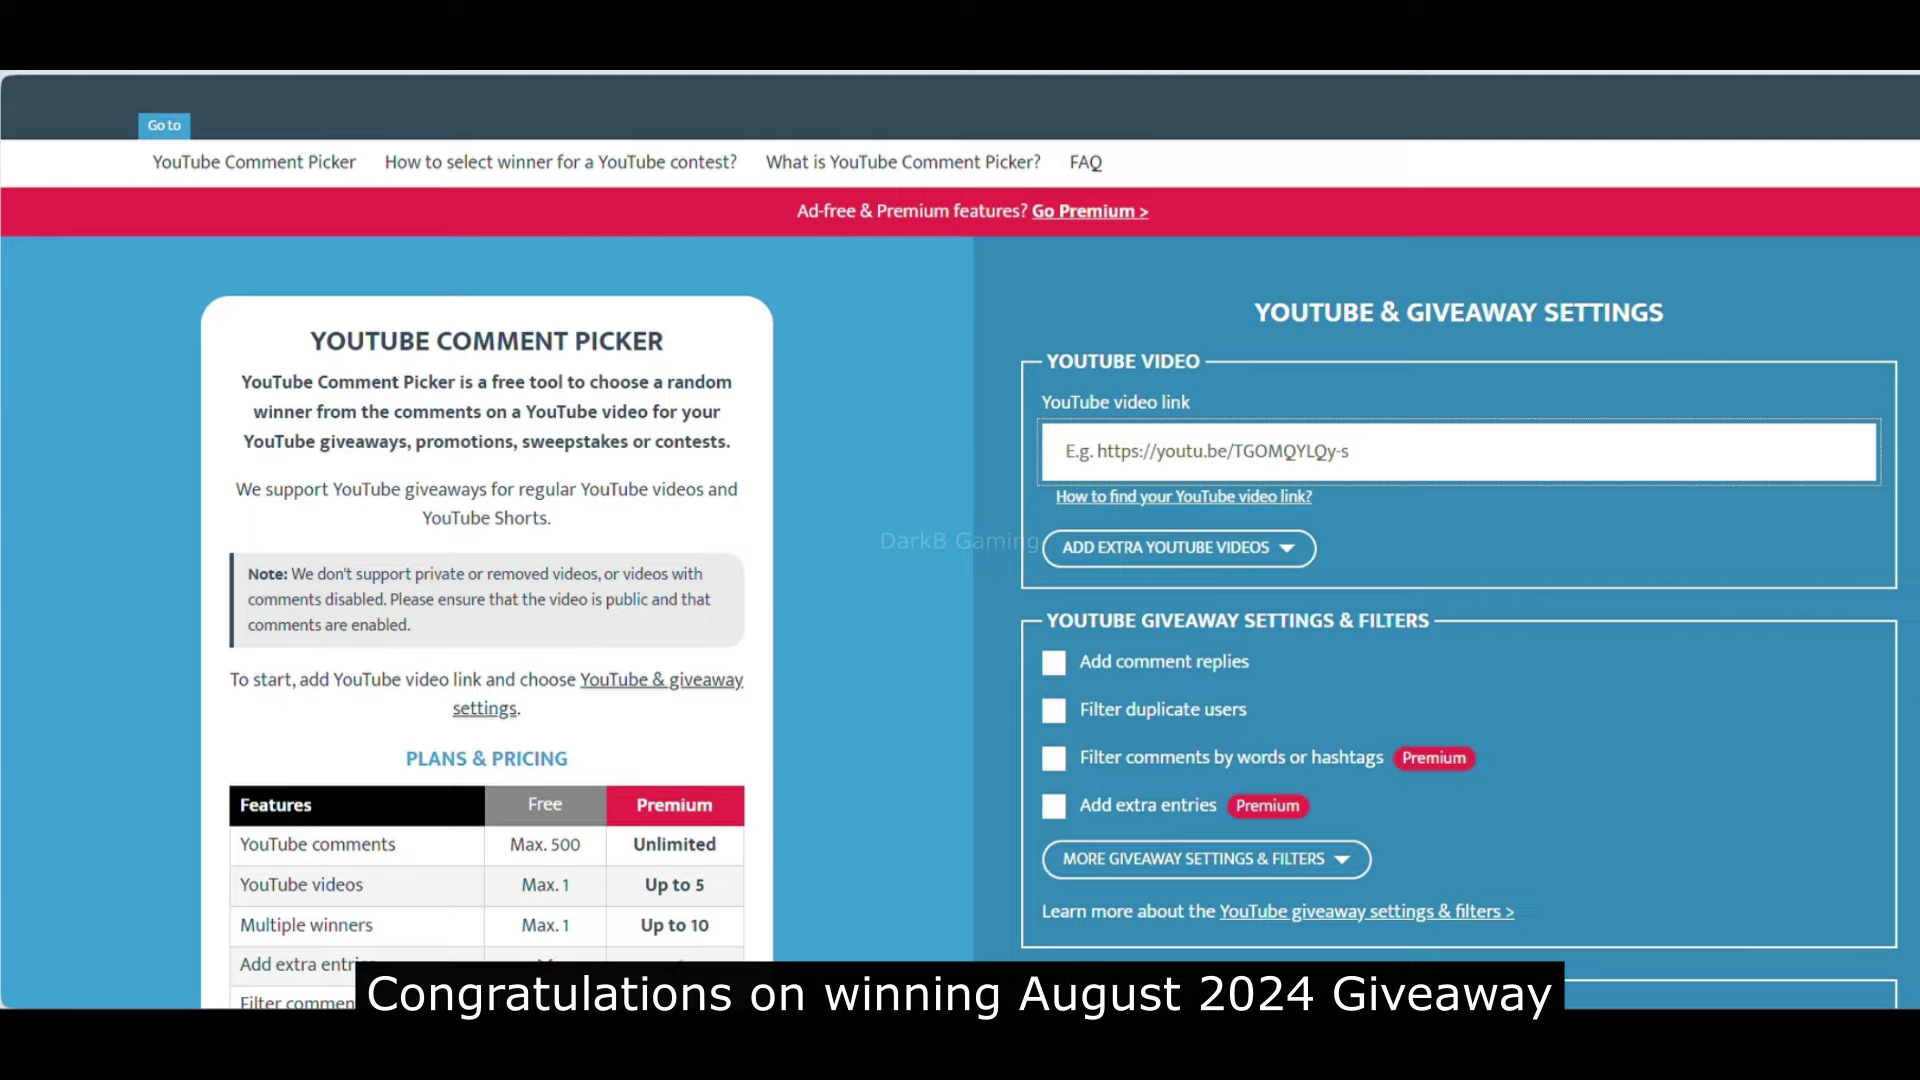 Go to
YouTube Comment Picker How to select winner for a YouTube contest? What is YouTube Comment Picker? FAQ
Ad-free & Premium features? Go Premium >
YOUTUBE COMMENT PICKER
YouTube Comment Picker is a free tool to choose a random
winner from the comments on a YouTube video for your
YouTube giveaways, promotions, sweepstakes or contests.
We support YouTube giveaways for regular YouTube videos and
YouTube Shorts.
Note: We don't support private or removed videos, or videos with
comments disabled. Please ensure that the video is public and that
comments are enabled.
To start, add YouTube video link and choose YouTube & giveaway
settings.
PLANS & PRICING
Features Free Premium
YouTube comments Max. 500 Unlimited
YouTube videos Max. 1 Up to 5
Multiple winners Max. 1 Up to 10
Add extra
YOUTUBE & GIVEAWAY SETTINGS
YOUTUBE VIDEO
YouTube video link
E.g. https://youtu.be/TGOMQYLQy-s
How to find your YouTube video link?
ADD EXTRA YOUTUBE VIDEOS
YOUTUBE GIVEAWAY SETTINGS & FILTERS
Add comment replies
Filter duplicate users
Filter comments by words or hashtags Premium
Add extra entries Premium
MORE GIVEAWAY SETTINGS & FILTERS
Learn more about the YouTube giveaway settings & filters >
DarkB Gaming
Filter
Congratulations on winning August 2024 Giveaway